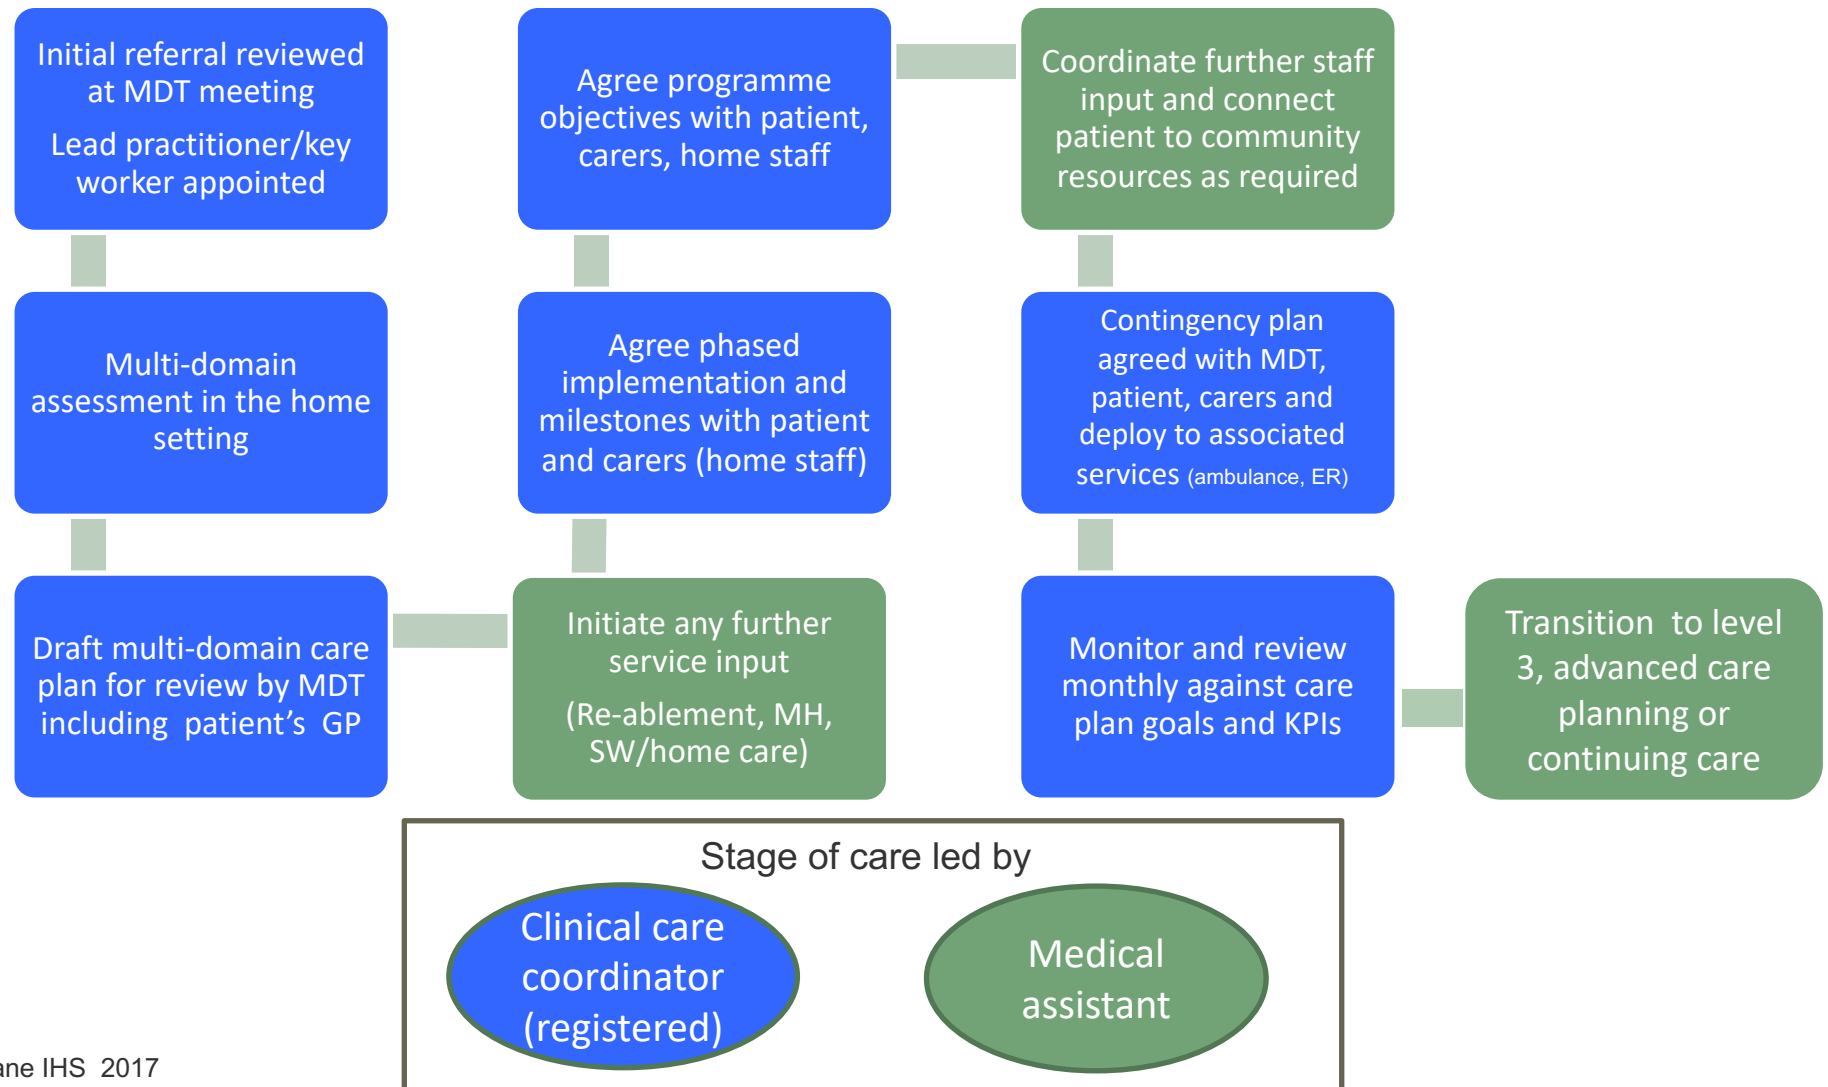 Initial referral reviewed
at MDT meeting
Lead practitioner/key
worker appointed
Multi-domain
assessment in the home
setting
Draft multi-domain care
plan for review by MDT
including patient’s GP
Initiate any further
service input
(Re-ablement, MH,
SW/home care)
Agree phased
implementation and
milestones with patient
and carers (home staff)
Agree programme
objectives with patient,
carers, home staff
Coordinate further staff
input and connect
patient to community
resources as required
Contingency plan
agreed with MDT,
patient, carers and
deploy to associated
services (ambulance, ER)
Monitor and review
monthly against care
plan goals and KPIs
Transition to level
3, advanced care
planning or
continuing care
Stage of care led by
Clinical care
coordinator
(registered)
Medical
assistant
IHS 2017